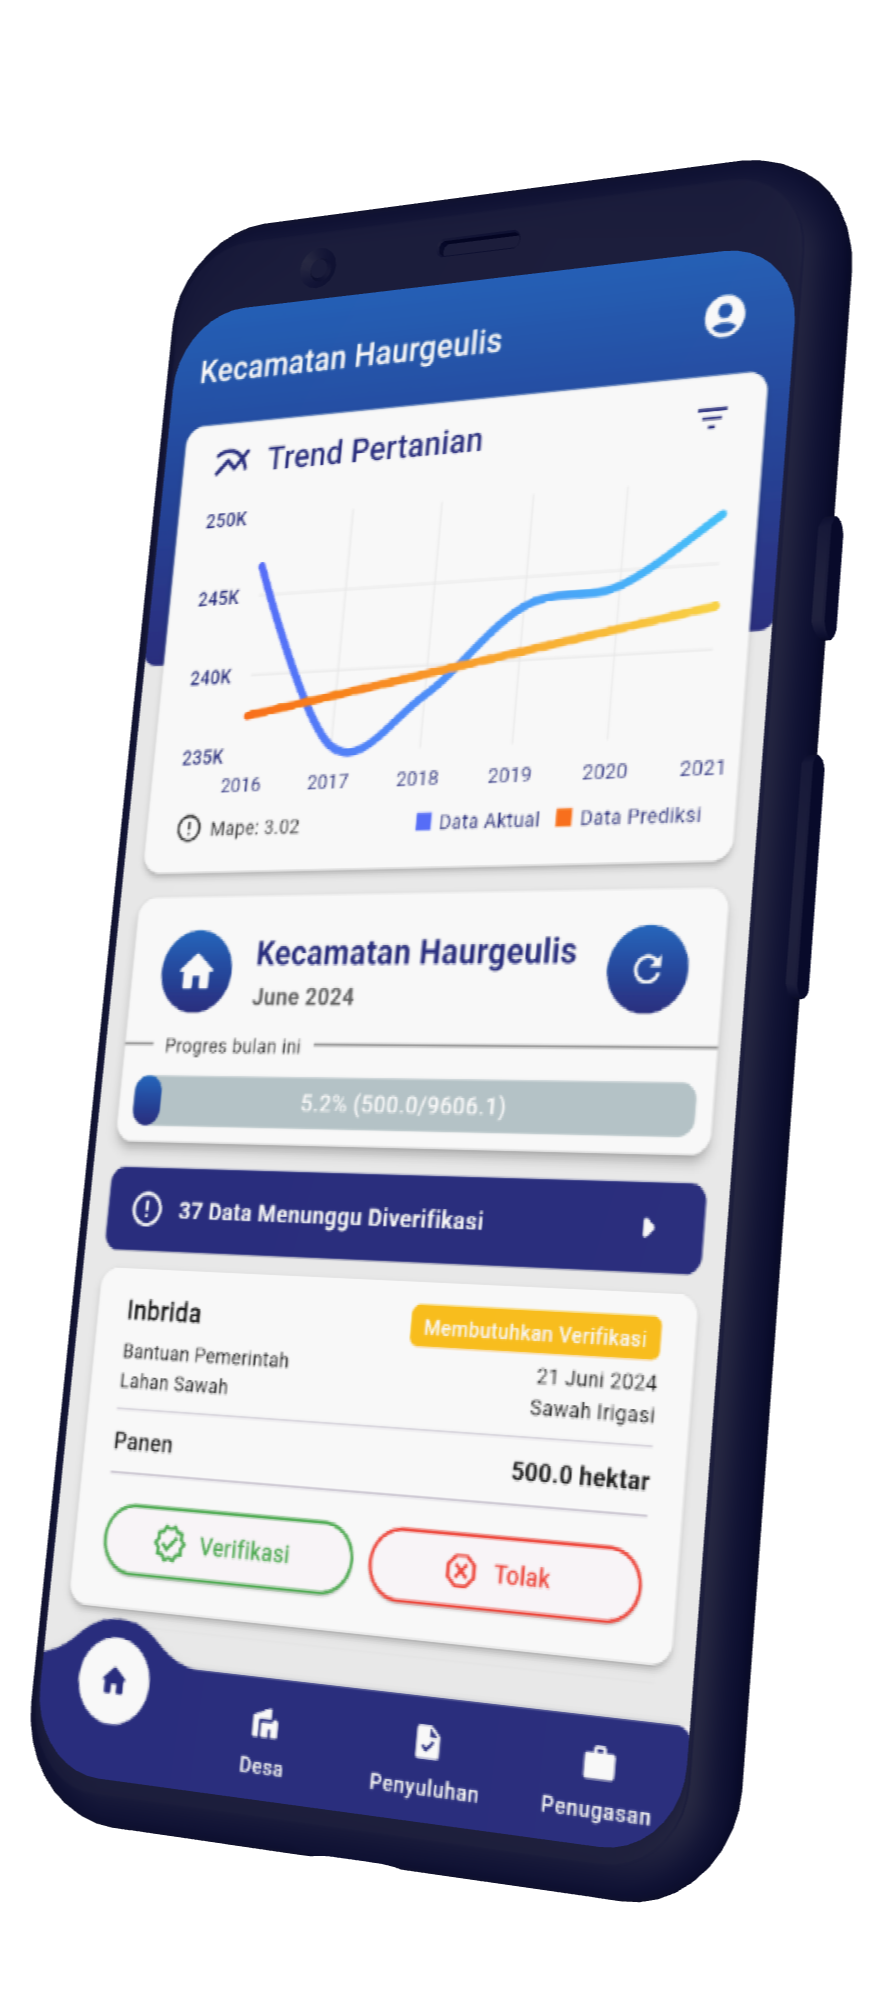 Kecamatan Haurgeulis
Trend Pertanian
250K
245K
240K
235K
2016 2017 2018 2019 2020 2021
Mape: 3.02
Data Aktual Data Prediksi
Kecamatan Haurgeulis
June 2024
Progres bulan ini
5.2% (500.0/9606.1)
37 Data Menunggu Diverifikasi
Inbrida
Membutuhkan Verifikasi
Bantuan Pemerintah
21 Juni 2024
Lahan Sawah
Sawah Irigasi
Panen
500.0 hektar
Verifikasi
Tolak
Desa
Penyuluhan
Penugasan